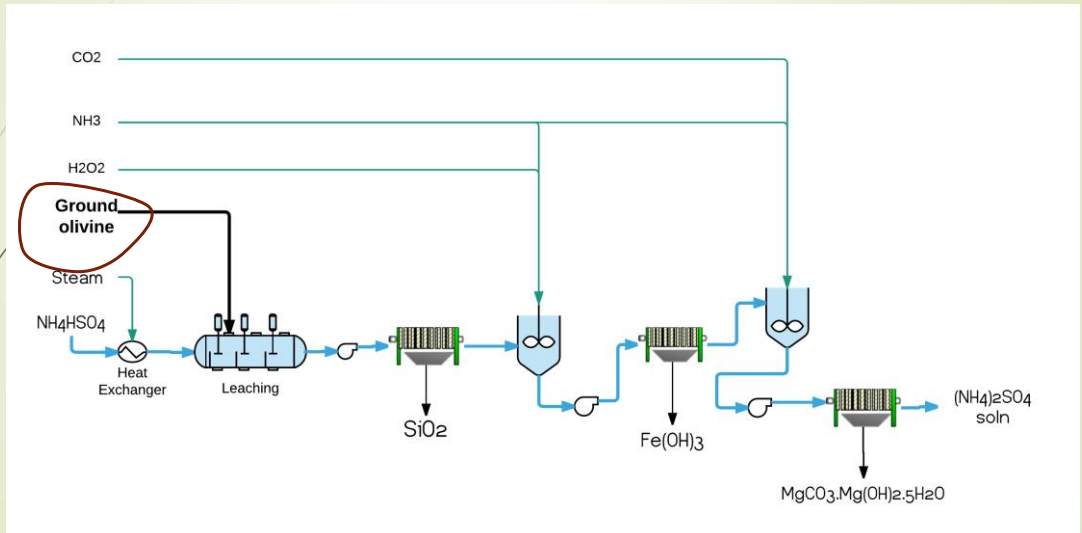 CO2
NH3
H2O2
Ground
olivine
Steam
NH4HSO4
Heat
Exchanger
Leaching
SiO2
Fe(OH)3
(NH4)2SO4
soln
MgCO3.Mg(OH)2.5H2O